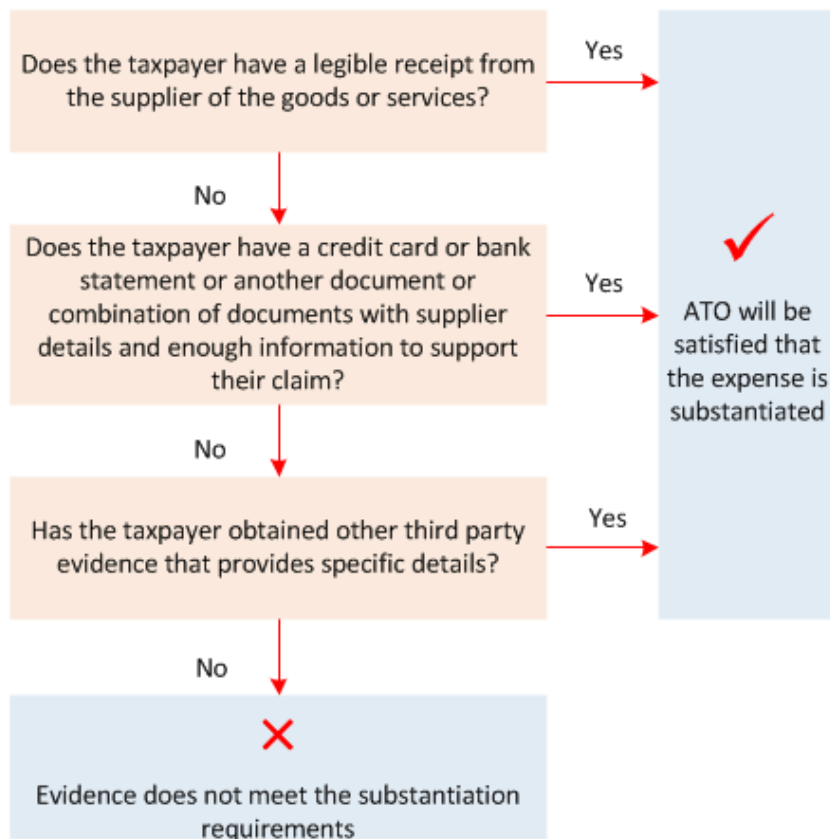 Does the taxpayer have a legible receipt from
the supplier of the goods or services?
Yes
No
Does the taxpayer have a credit card or bank
statement or another document or
combination of documents with supplier
details and enough information to support
their claim?
Yes
ATO will be
satisfied that
the expense is
substantiated
No
Has the taxpayer obtained other third party
evidence that provides specific details?
Yes
No
Evidence does not meet the substantiation
requirements